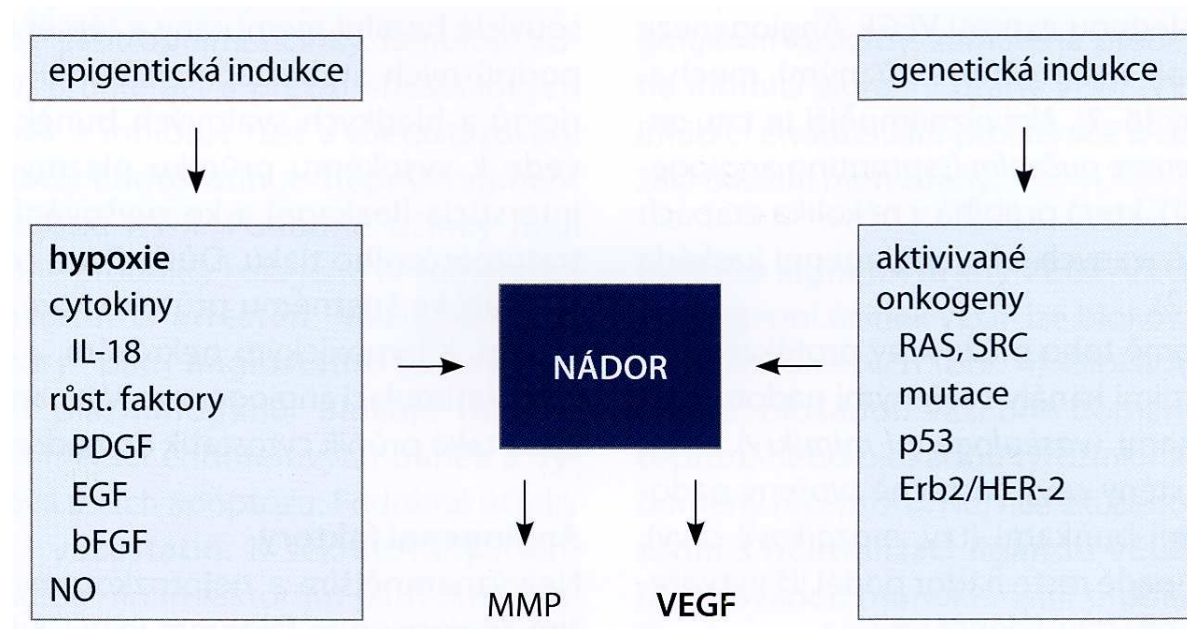 epigentická indukce
genetická indukce
hypoxie
cytokiny
IL-18
růst. faktory
PDGF
EGF
bFGF
NO
NÁDOR
MMP
VEGF
aktivivané
onkogeny
RAS, SRC
mutace
p53
Erb2/HER-2